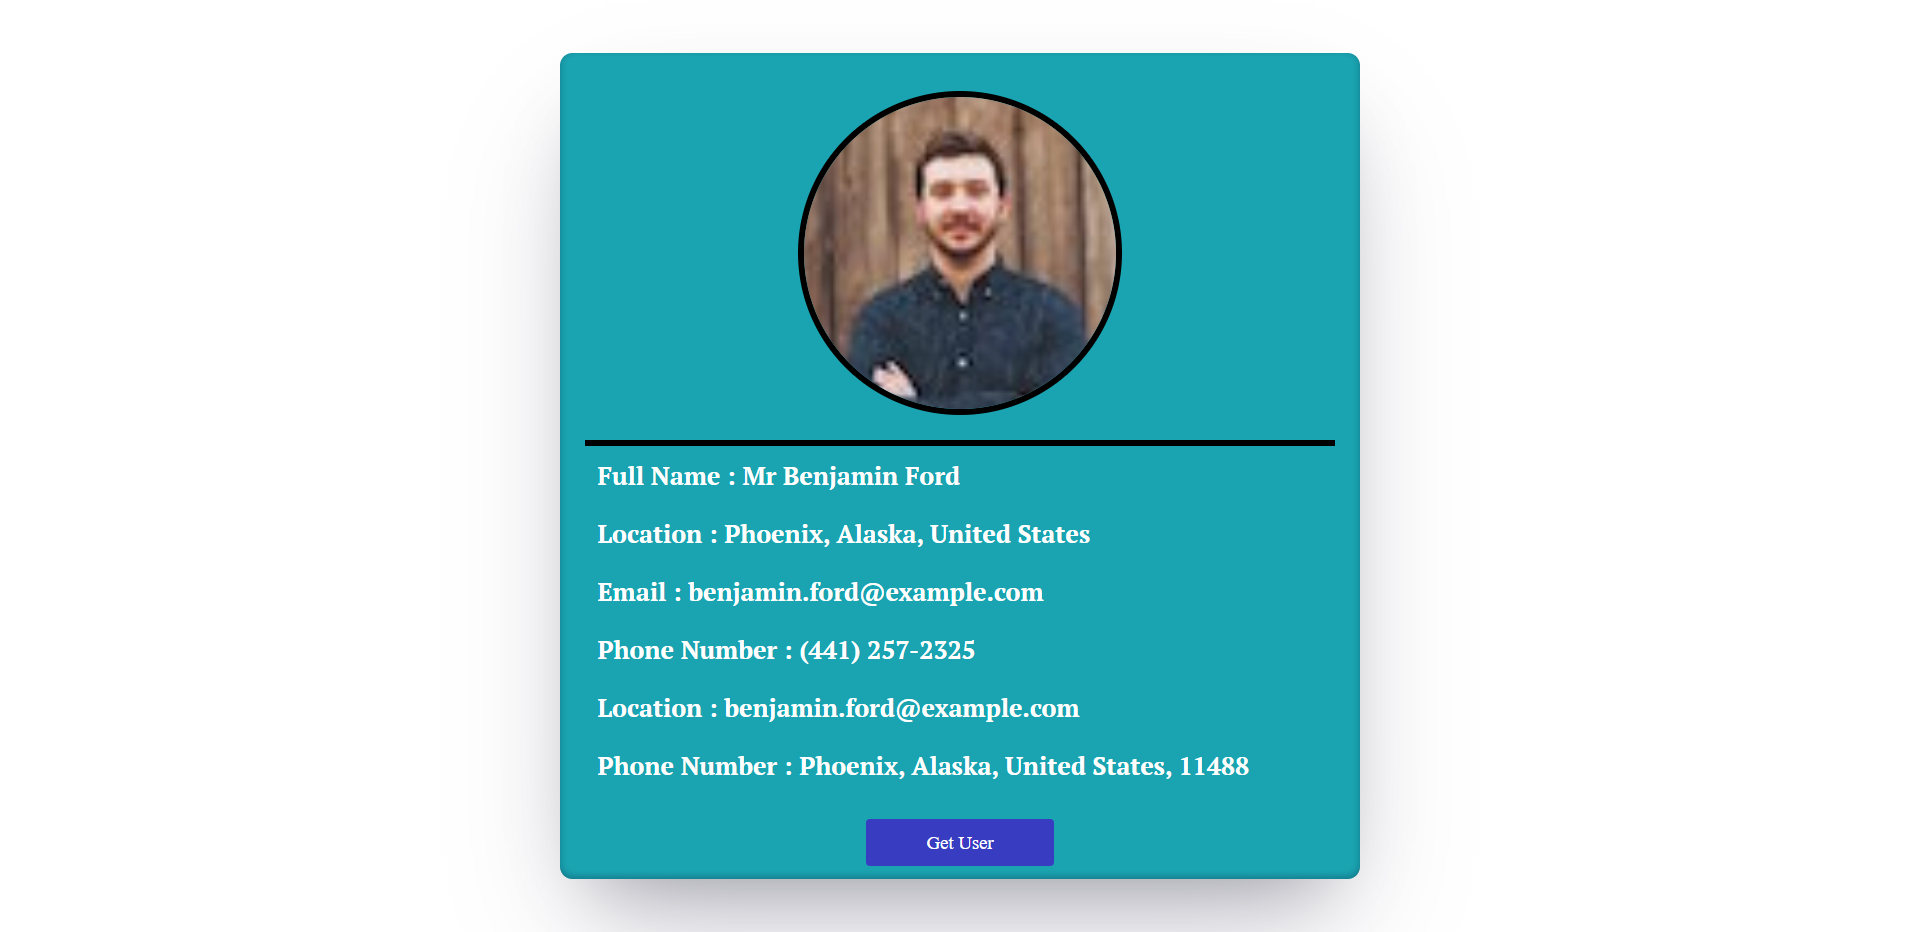 Full Name : Mr Benjamin Ford
Location : Phoenix, Alaska, United States
Email : benjamin.ford@example.com
Phone Number : (441) 257-2325
Location : benjamin.ford@example.com
Phone Number : Phoenix, Alaska, United States, 11488
Get User